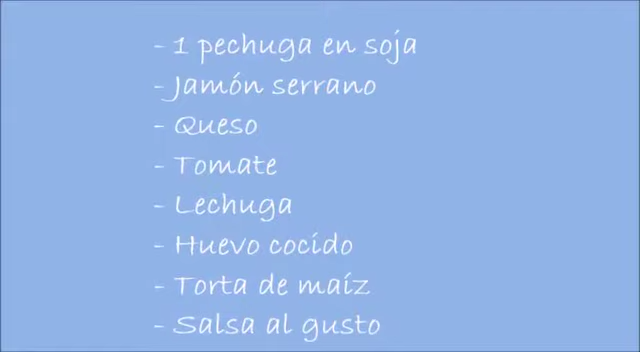 - 1 pechuga en soja
- Jamón serrano
- Queso
- Tomate
- Lechuga
- Huevo cocido
- Torta de maíz
- Salsa al gusto